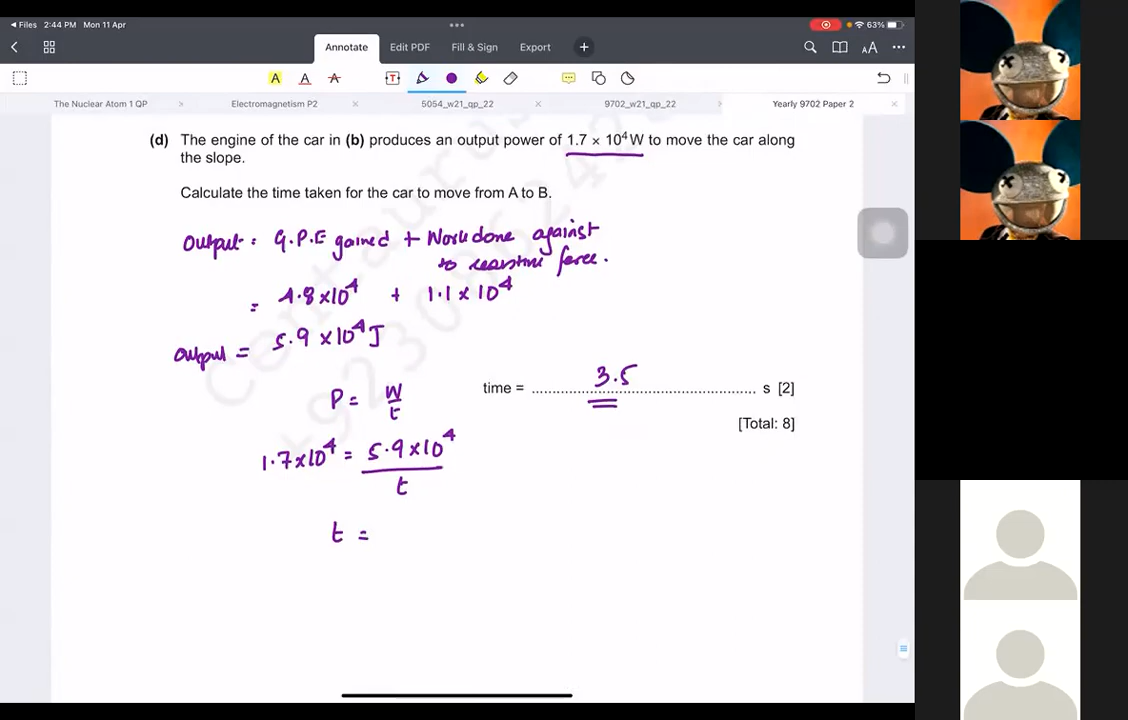 Files 2:44 PM Mon 11 Apr 63%
Annotate Edit PDF Fill & Sign Export
The Nuclear Atom 1 QP Electromagnetism P2 5054_w21_qp_22 9702_w21_qp_22 Yearly 9702 Paper 2
(d) The engine of the car in (b) produces an output power of 1.7 × 10⁴ W to move the car along
the slope.
Calculate the time taken for the car to move from A to B.
Output = G.P.E gained + Work done against
to resistive force.
= 4.8×10⁴ + 1.1×10⁴
output = 5.9 ×10⁴ J
P = W/t
time = 3.5 s [2]
[Total: 8]
1.7×10⁴ = 5.9×10⁴
t
t =